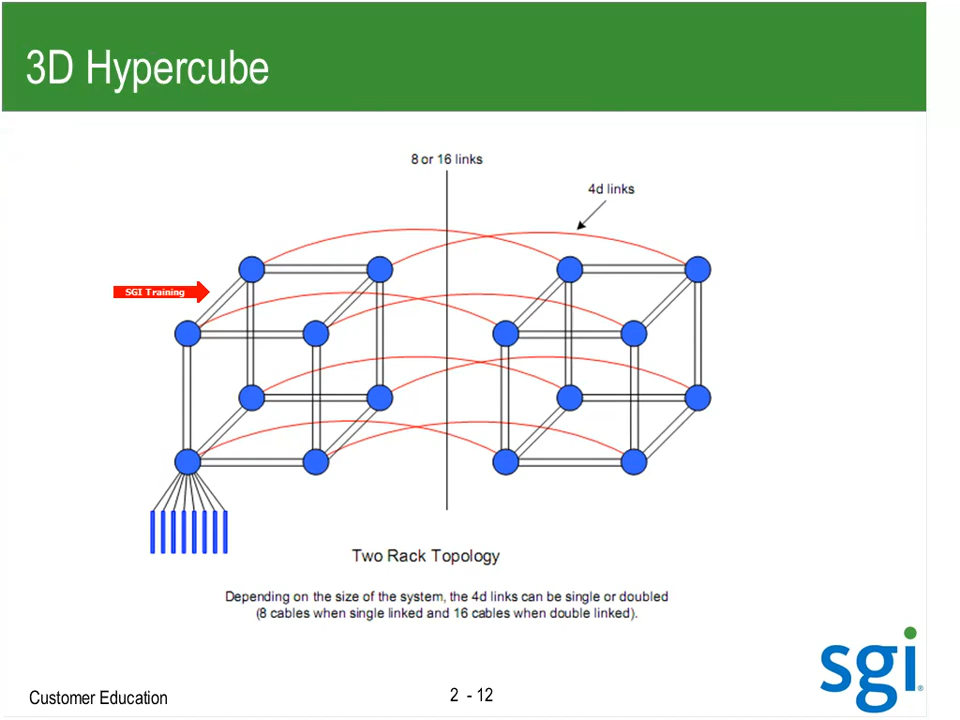 3D Hypercube
8 or 16 links
4d links
SGI Training
Two Rack Topology
Depending on the size of the system, the 4d links can be single or doubled
(8 cables when single linked and 16 cables when double linked).
sgi®
Customer Education
2 - 12